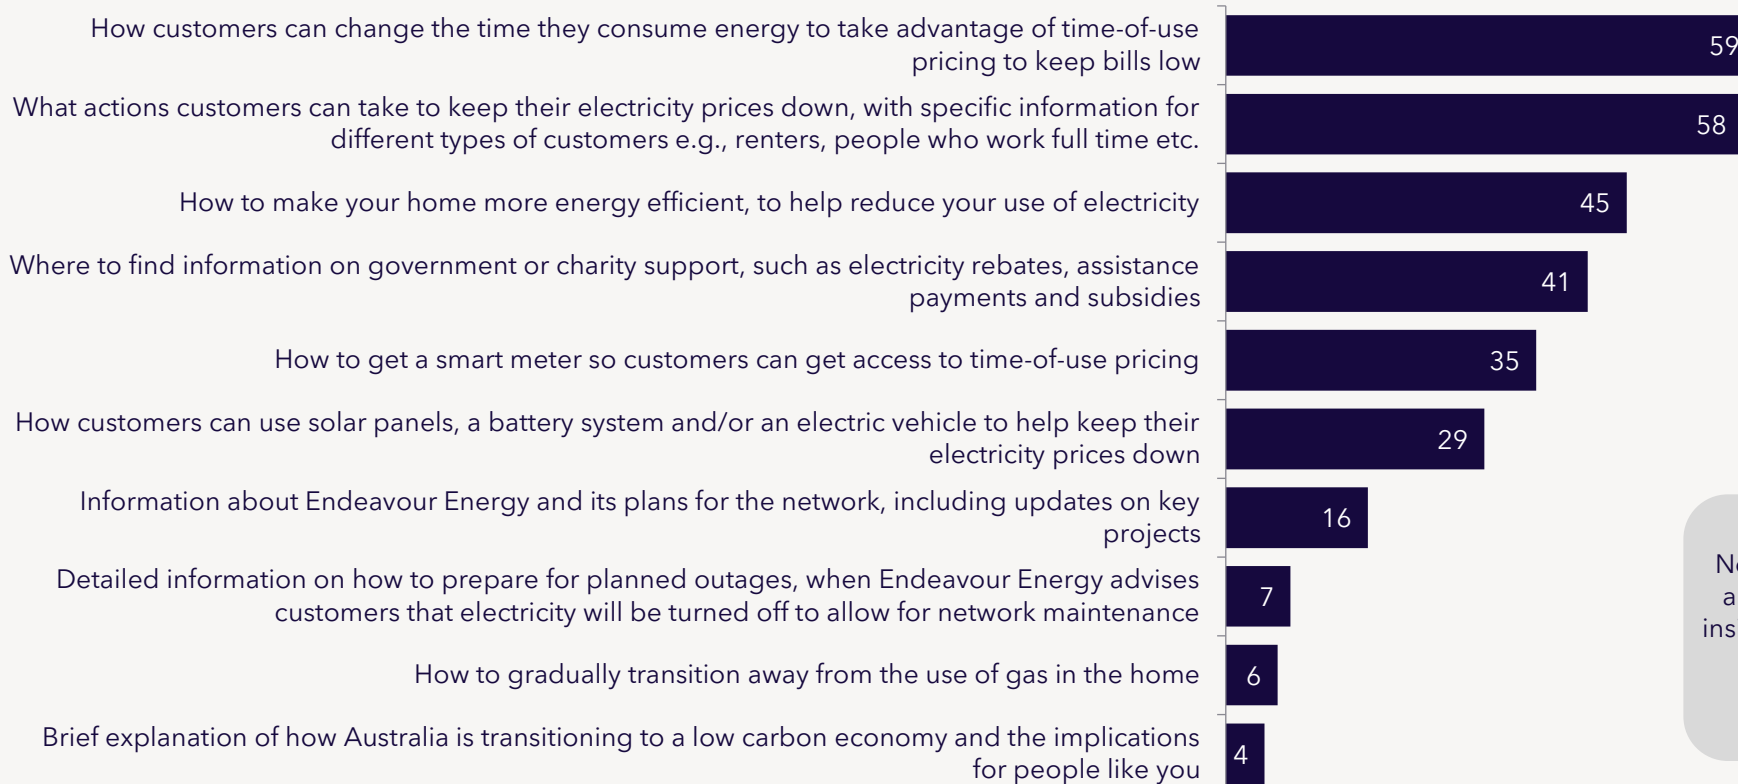 How customers can change the time they consume energy to take advantage of time-of-use
pricing to keep bills low
59
What actions customers can take to keep their electricity prices down, with specific information for
different types of customers e.g., renters, people who work full time etc.
58
How to make your home more energy efficient, to help reduce your use of electricity
45
Where to find information on government or charity support, such as electricity rebates, assistance
payments and subsidies
41
How to get a smart meter so customers can get access to time-of-use pricing
35
How customers can use solar panels, a battery system and/or an electric vehicle to help keep their
electricity prices down
29
Information about Endeavour Energy and its plans for the network, including updates on key
projects
16
Detailed information on how to prepare for planned outages, when Endeavour Energy advises
customers that electricity will be turned off to allow for network maintenance
7
How to gradually transition away from the use of gas in the home
6
Brief explanation of how Australia is transitioning to a low carbon economy and the implications
for people like you
4